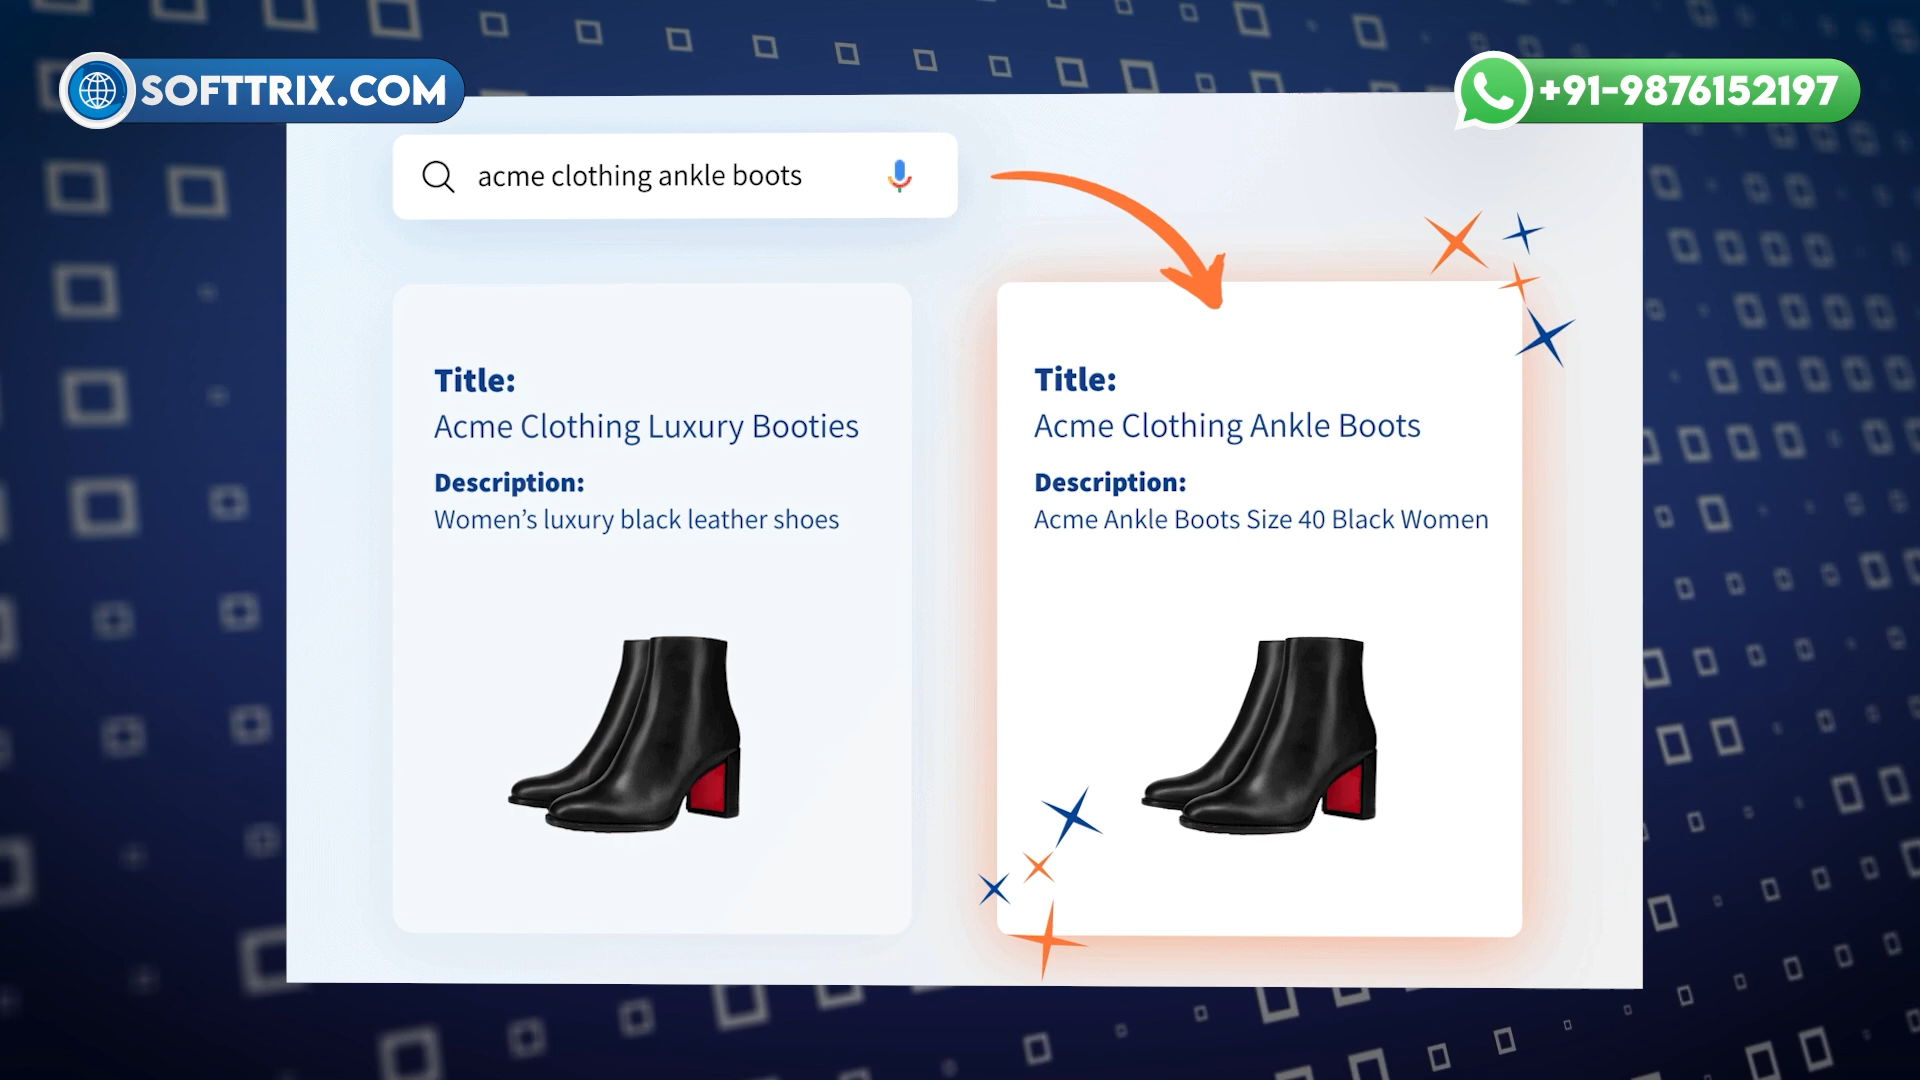 SOFTTRIX.COM
+91-9876152197
acme clothing ankle boots
Title:
Acme Clothing Luxury Booties
Description:
Women’s luxury black leather shoes
Title:
Acme Clothing Ankle Boots
Description:
Acme Ankle Boots Size 40 Black Women